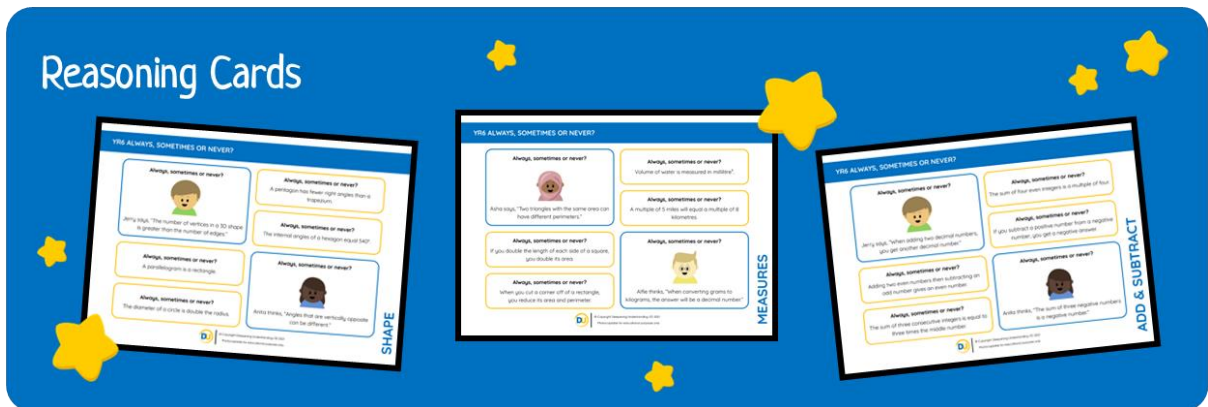 Reasoning Cards
YR6 ALWAYS, SOMETIMES OR NEVER?
Always, sometimes or never?
Jerry says, "The number of vertices in a 3D shape
is greater than the number of edges."
Always, sometimes or never?
A pentagon has fewer right angles than a
trapezium.
Always, sometimes or never?
The internal angles of a hexagon equal 540°.
Always, sometimes or never?
A parallelogram is a rectangle.
Always, sometimes or never?
The diameter of a circle is double the radius.
Always, sometimes or never?
Anita thinks, "Angles that are vertically opposite
can be different."
SHAPE
YR6 ALWAYS, SOMETIMES OR NEVER?
Always, sometimes or never?
Asha says, "Two triangles with the same area can
have different perimeters."
Always, sometimes or never?
Volume of water is measured in millilitre³.
Always, sometimes or never?
A multiple of 5 miles will equal a multiple of 8
kilometres.
Always, sometimes or never?
If you double the length of each side of a square,
you double its area.
Always, sometimes or never?
When you cut a corner off of a rectangle,
you reduce its area and perimeter.
Always, sometimes or never?
Alfie thinks, "When converting grams to
kilograms, the answer will be a decimal number."
MEASURES
YR6 ALWAYS, SOMETIMES OR NEVER?
Always, sometimes or never?
Jerry says, "When adding two decimal numbers,
you get another decimal number."
Always, sometimes or never?
The sum of four even integers is a multiple of four.
Always, sometimes or never?
If you subtract a positive number from a negative
number, you get a negative answer.
Always, sometimes or never?
Adding two even numbers then subtracting an
odd number gives an even number.
Always, sometimes or never?
The sum of three consecutive integers is equal to
three times the middle number.
Always, sometimes or never?
Anita thinks, "The sum of three negative numbers
is a negative number."
ADD & SUBTRACT